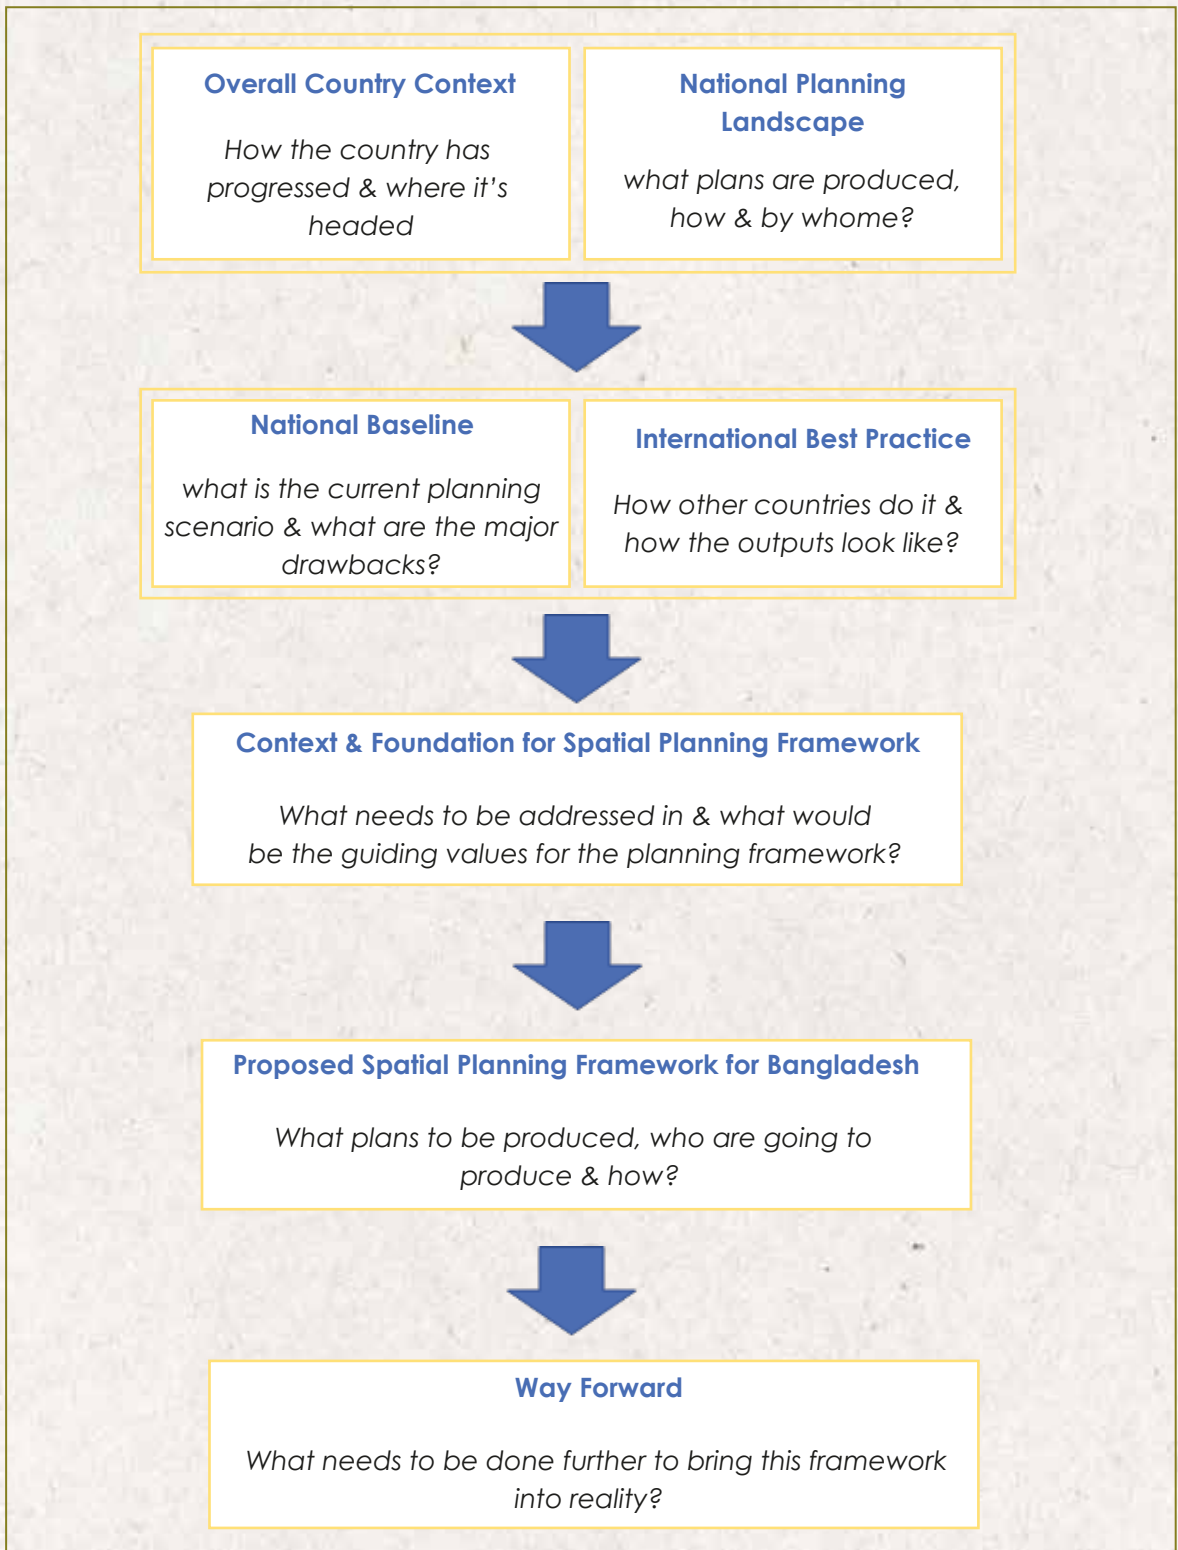 Overall Country Context
How the country has
progressed & where it's
headed
National Planning
Landscape
what plans are produced,
how & by whome?
National Baseline
what is the current planning
scenario & what are the major
drawbacks?
International Best Practice
How other countries do it &
how the outputs look like?
Context & Foundation for Spatial Planning Framework
What needs to be addressed in & what would
be the guiding values for the planning framework?
Proposed Spatial Planning Framework for Bangladesh
What plans to be produced, who are going to
produce & how?
Way Forward
What needs to be done further to bring this framework
into reality?